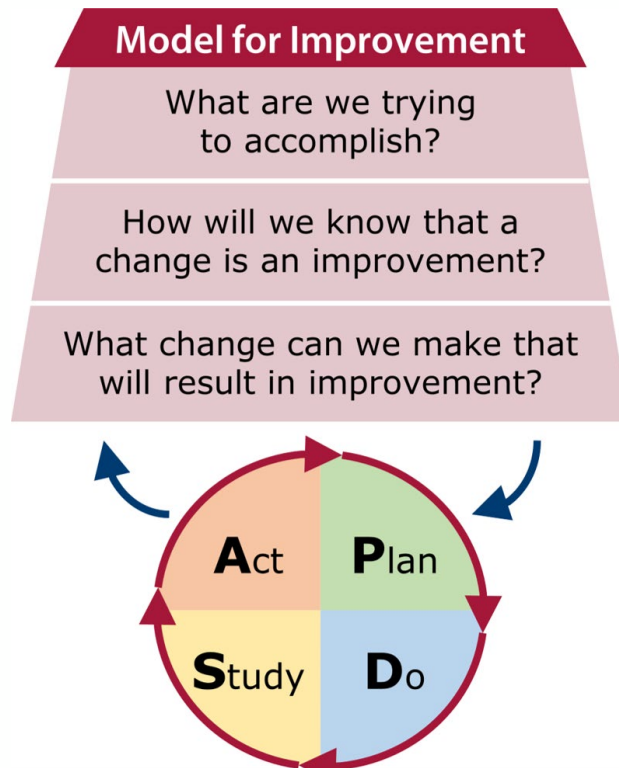 Model for Improvement
What are we trying
to accomplish?
How will we know that a
change is an improvement?
What change can we make that
will result in improvement?
Act
Plan
Study
Do